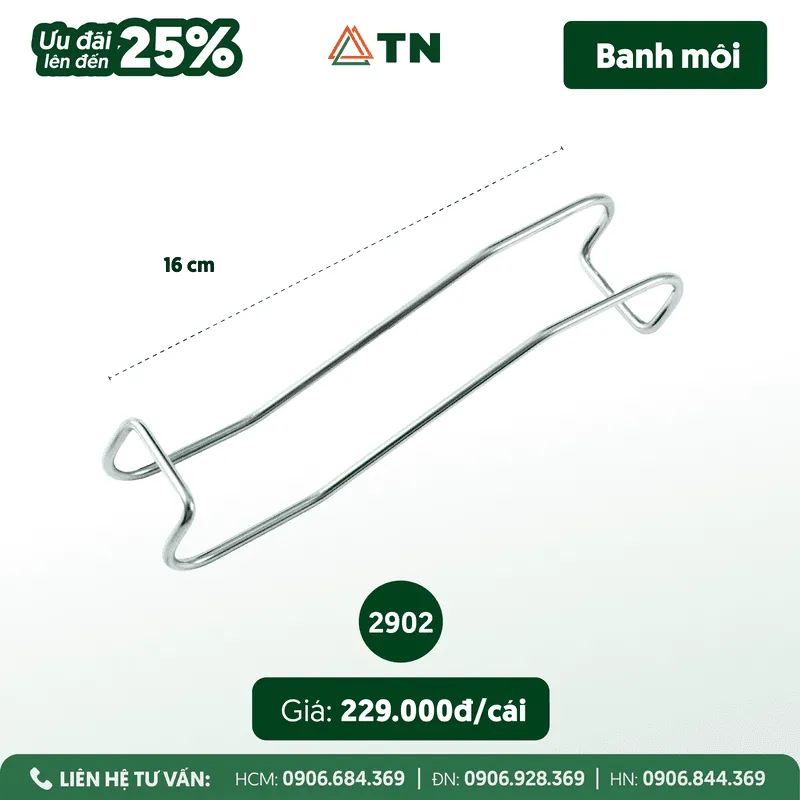 Ưu đãi
lên đến 25%
TN
Banh môi
16 cm
2902
Giá: 229.000đ/cái
LIÊN HỆ TƯ VẤN: HCM: 0906.684.369 | ĐN: 0906.928.369 | HN: 0906.844.369